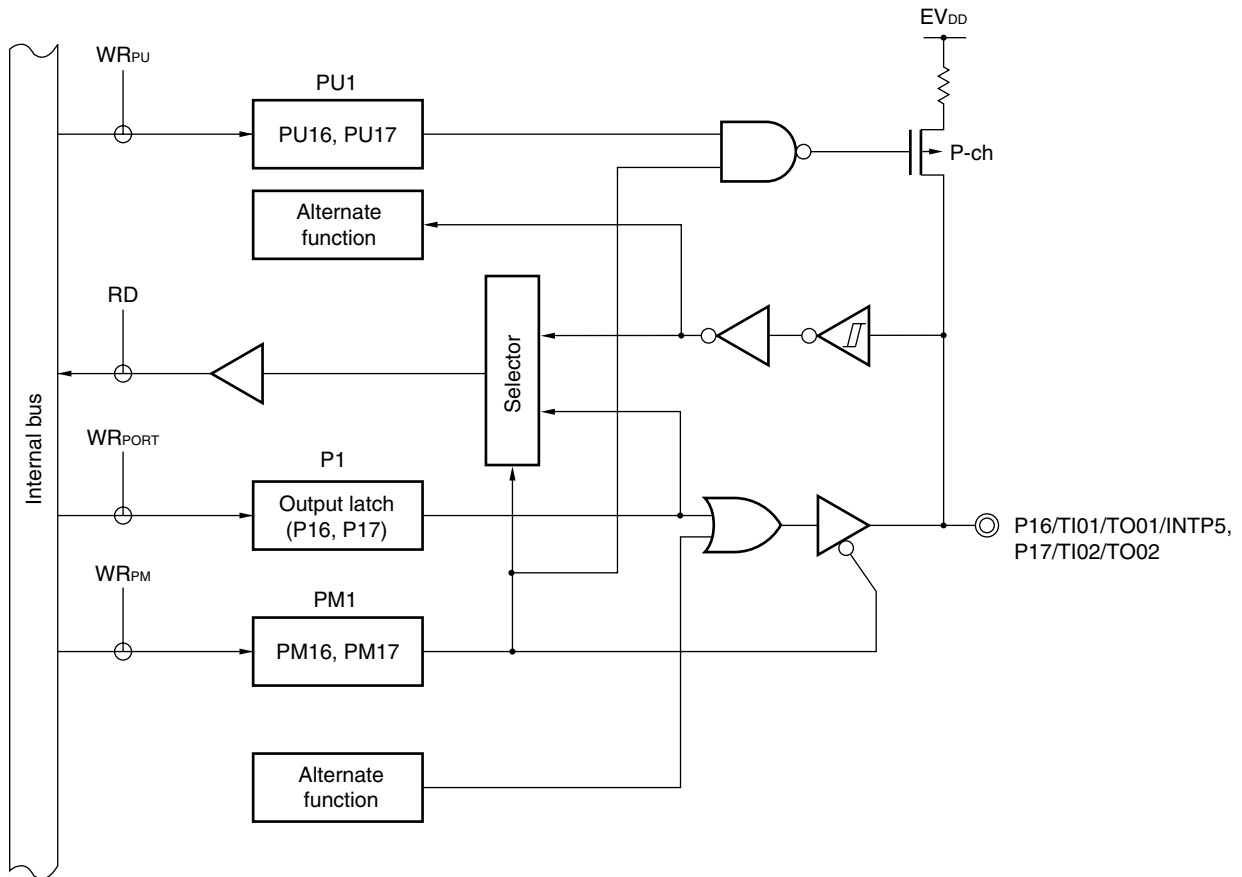 EVDD
WRPU
PU1
PU16, PU17
P-ch
Alternate
function
RD
Selector
Internal bus
WRPORT
P1
Output latch
(P16, P17)
P16/TI01/TO01/INTP5,
P17/TI02/TO02
WRPM
PM1
PM16, PM17
Alternate
function